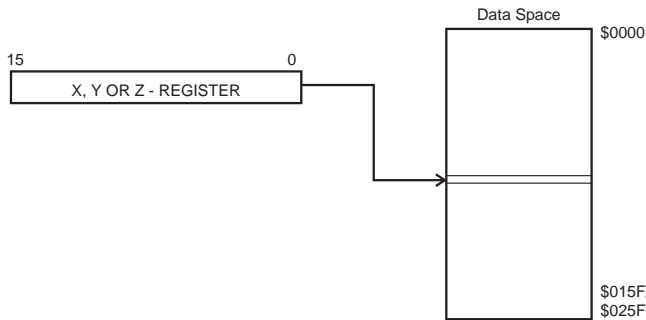 Data Space
$0000
15 0
X, Y OR Z - REGISTER
$015F/
$025F